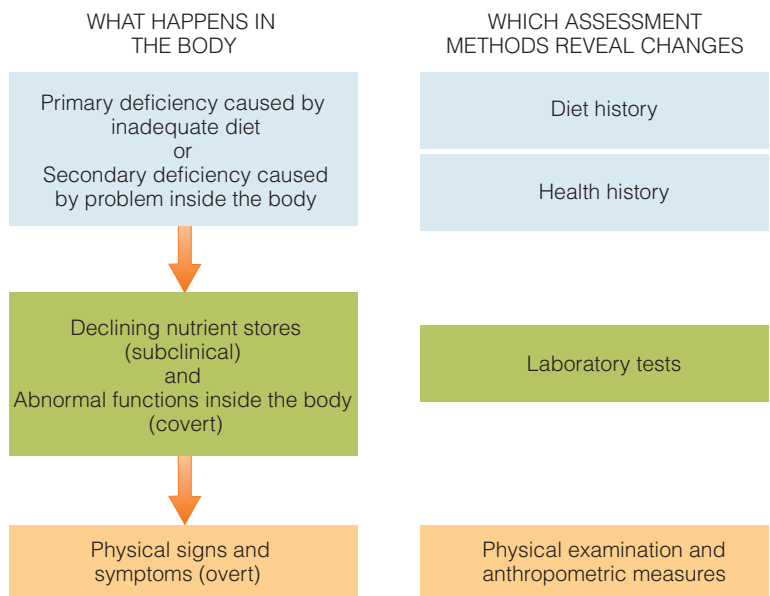 WHAT HAPPENS IN
THE BODY
WHICH ASSESSMENT
METHODS REVEAL CHANGES
Primary deficiency caused by
inadequate diet
or
Secondary deficiency caused
by problem inside the body
Diet history
Health history
Declining nutrient stores
(subclinical)
and
Abnormal functions inside the body
(covert)
Laboratory tests
Physical signs and
symptoms (overt)
Physical examination and
anthropometric measures